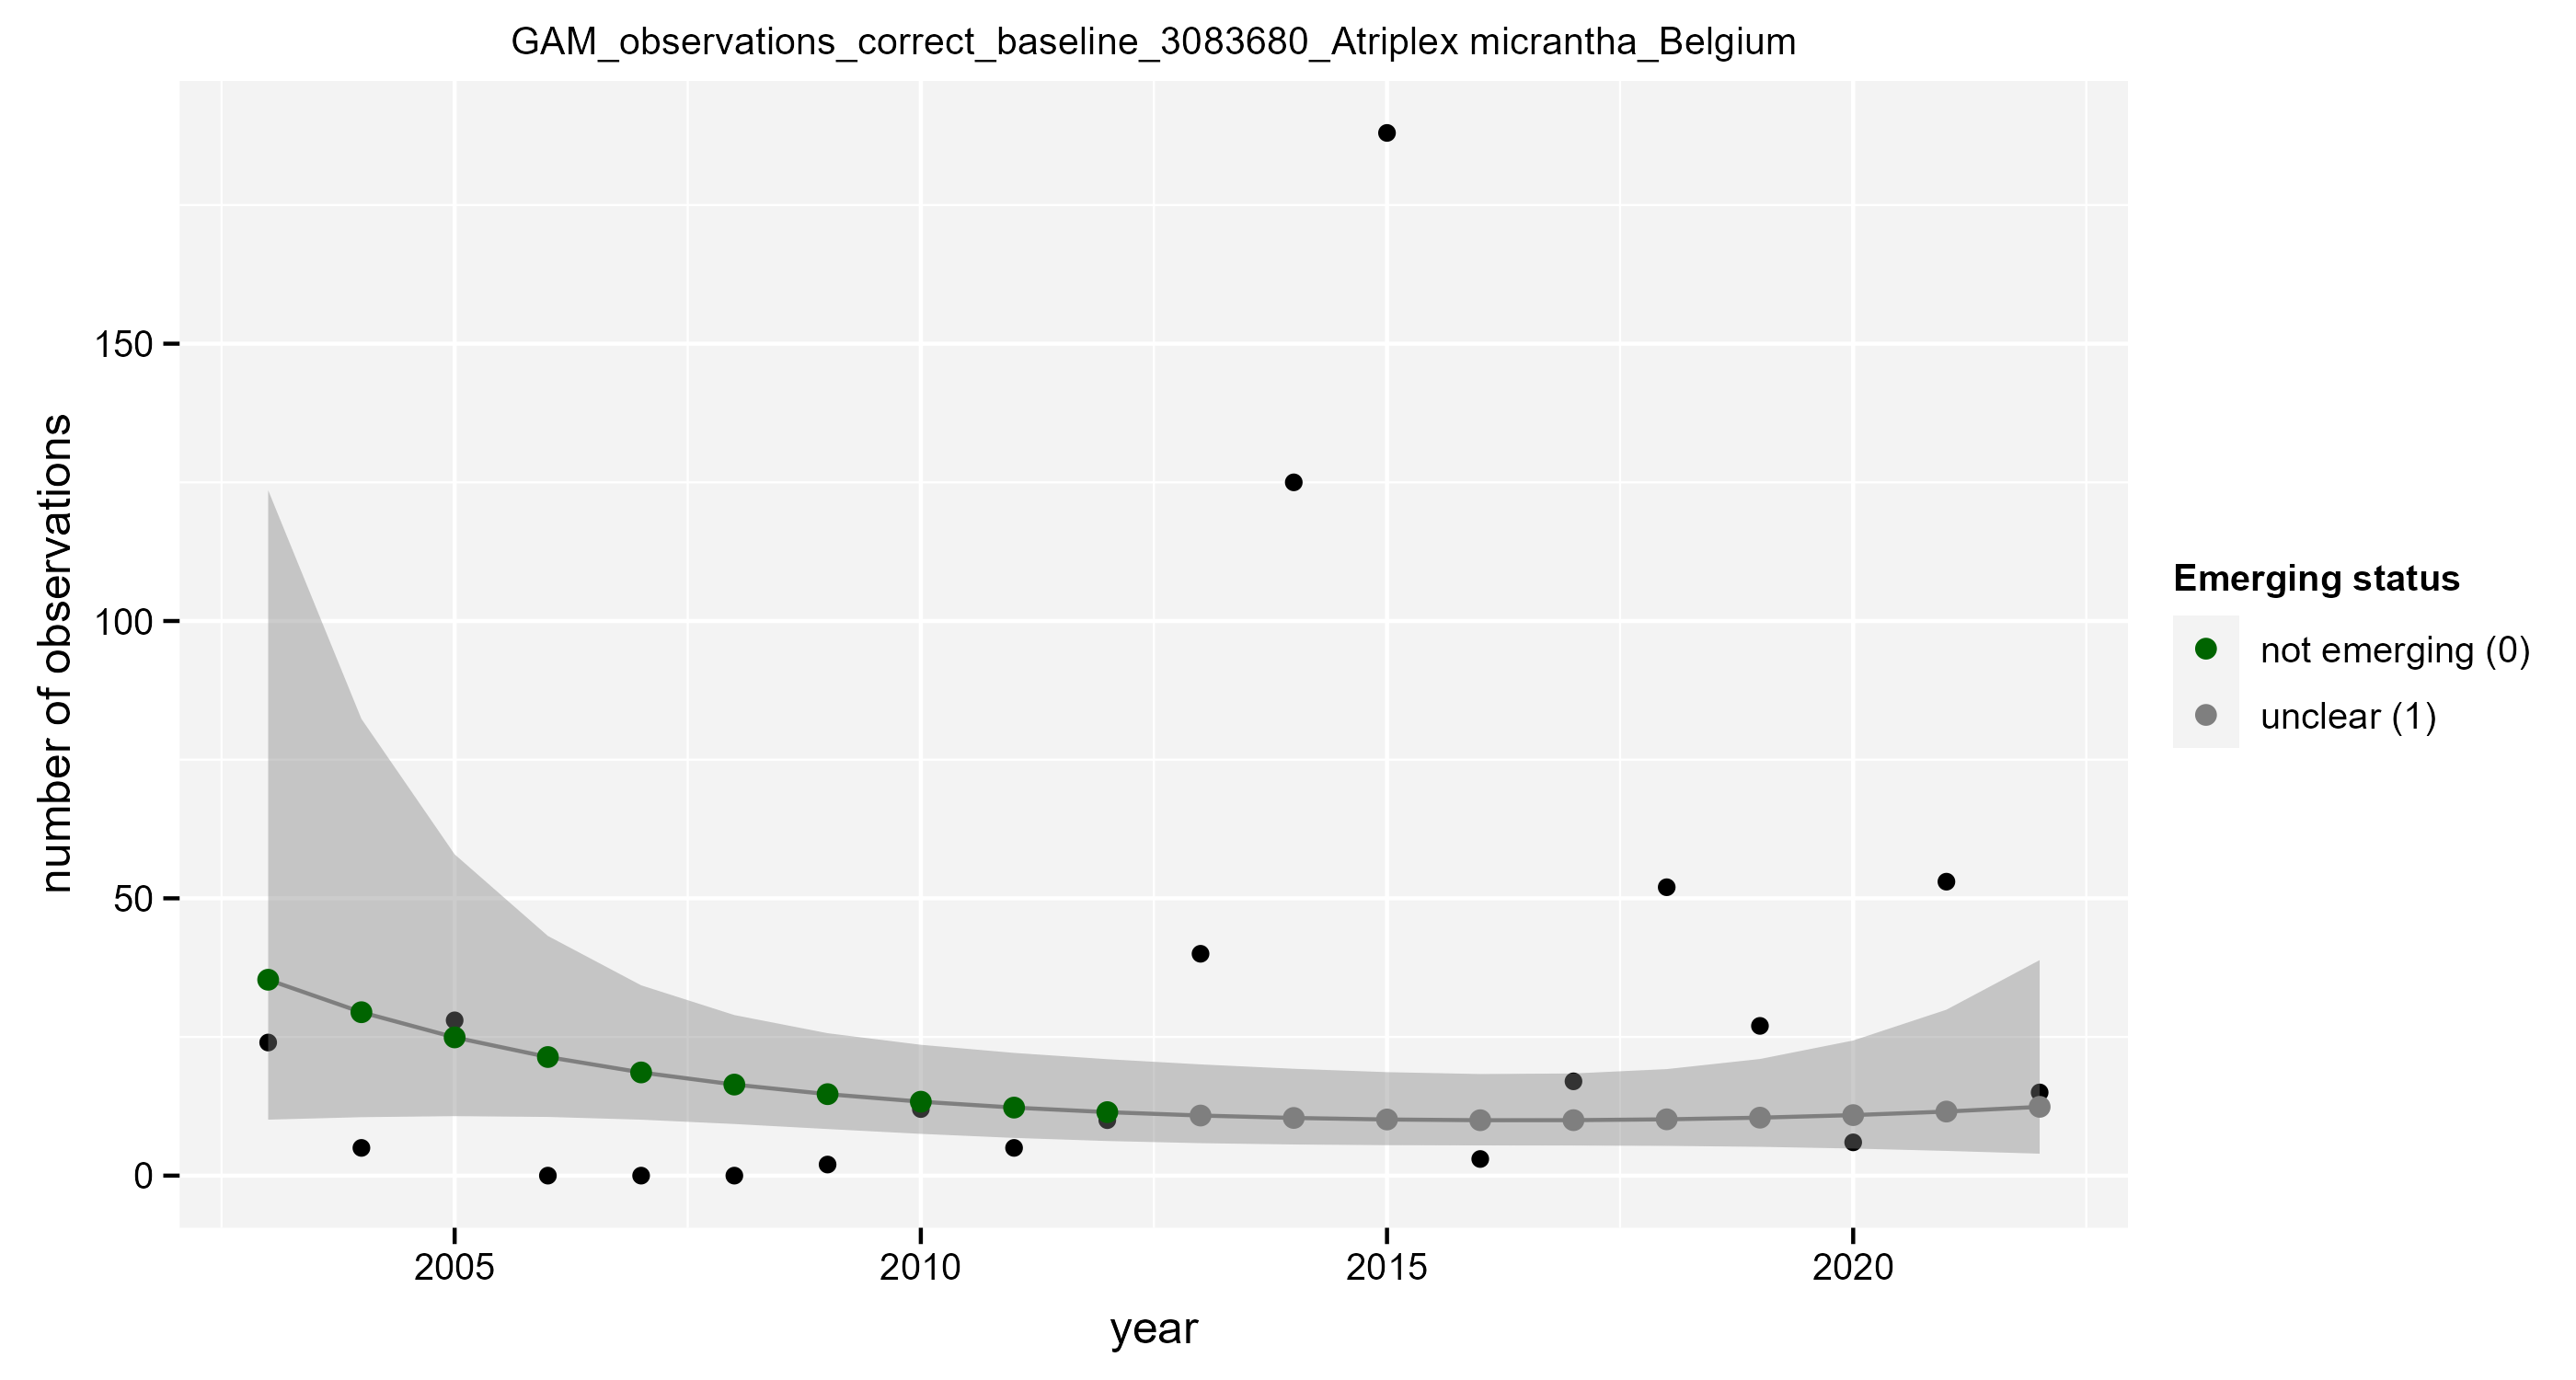 GAM_observations_correct_baseline_3083680_Atriplex micrantha_Belgium
number of observations
150
100
50
0
2005
2010
2015
2020
year
Emerging status
not emerging (0)
unclear (1)